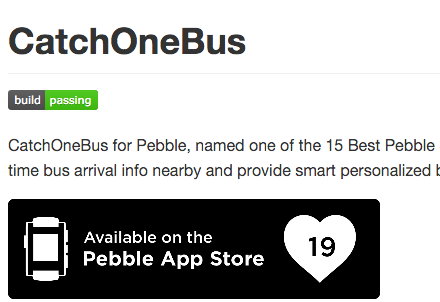 CatchOneBus
build passing
CatchOneBus for Pebble, named one of the 15 Best Pebble
time bus arrival info nearby and provide smart personalized
Available on the
Pebble App Store
19